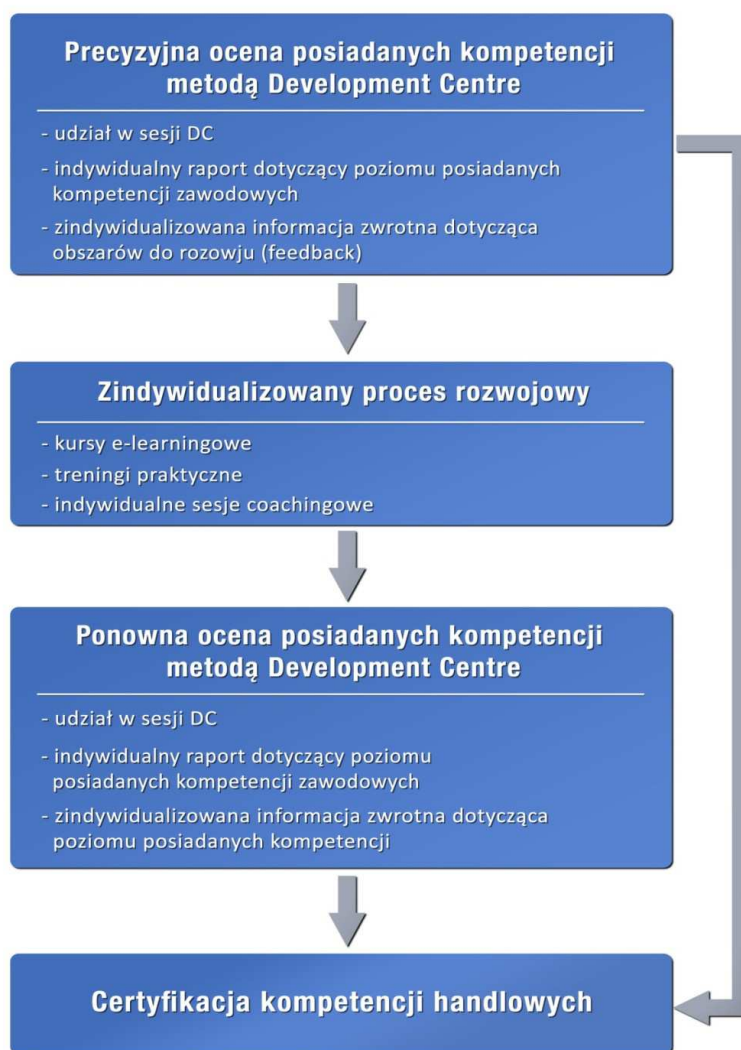 Precyzyjna ocena posiadanych kompetencji
metodą Development Centre
- udział w sesji DC
- indywidualny raport dotyczący poziomu posiadanych
kompetencji zawodowych
- zindywidualizowana informacja zwrotna dotycząca
obszarów do rozowju (feedback)
Zindywidualizowany proces rozwojowy
- kursy e-learningowe
- treningi praktyczne
- indywidualne sesje coachingowe
Ponowna ocena posiadanych kompetencji
metodą Development Centre
- udział w sesji DC
- indywidualny raport dotyczący poziomu
posiadanych kompetencji zawodowych
- zindywidualizowana informacja zwrotna dotycząca
poziomu posiadanych kompetencji
Certyfikacja kompetencji handlowych